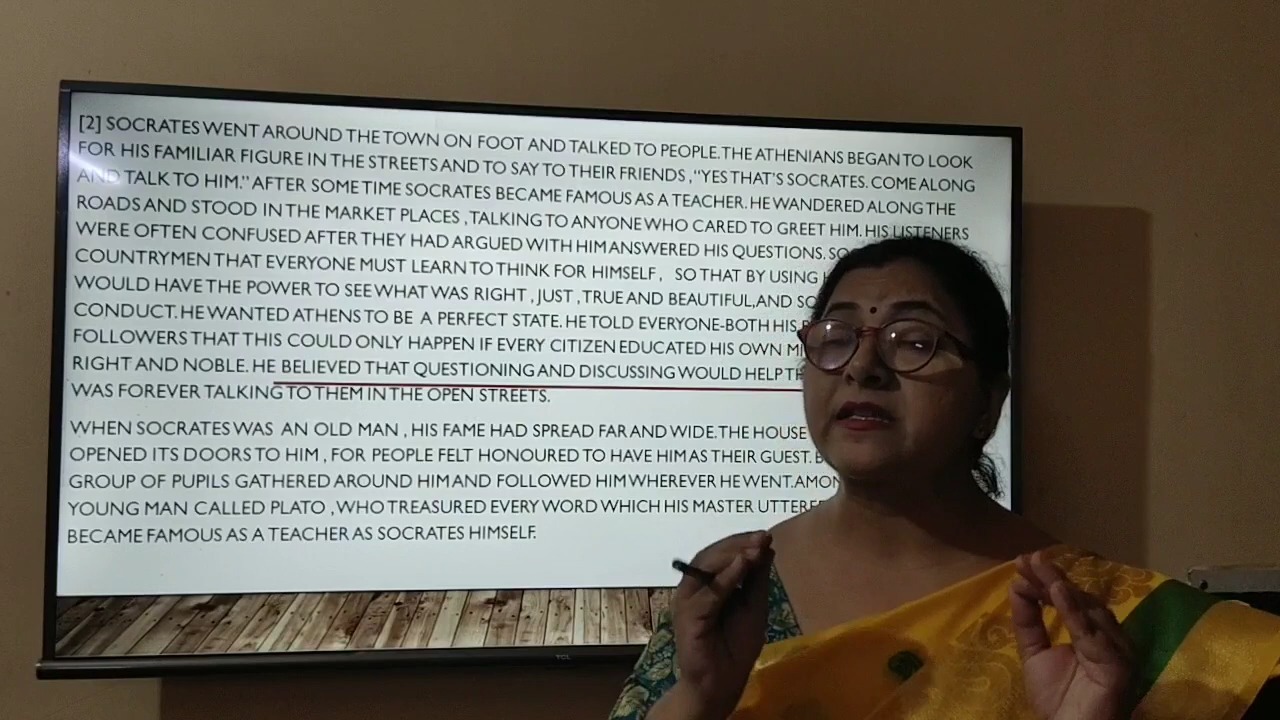 [2] SOCRATES WENT AROUND THE TOWN ON FOOT AND TALKED TO PEOPLE. THE ATHENIANS BEGAN TO LOOK
FOR HIS FAMILIAR FIGURE IN THE STREETS AND TO SAY TO THEIR FRIENDS ,"YES THAT'S SOCRATES. COME ALONG
AND TALK TO HIM." AFTER SOME TIME SOCRATES BECAME FAMOUS AS A TEACHER. HE WANDERED ALONG THE
ROADS AND STOOD IN THE MARKET PLACES , TALKING TO ANYONE WHO CARED TO GREET HIM. HIS LISTENERS
WERE OFTEN CONFUSED AFTER THEY HAD ARGUED WITH HIM ANSWERED HIS QUESTIONS.
COUNTRYMEN THAT EVERYONE MUST LEARN TO THINK FOR HIMSELF , SO THAT BY USING
WOULD HAVE THE POWER TO SEE WHAT WAS RIGHT , JUST , TRUE AND BEAUTIFUL, AND
CONDUCT. HE WANTED ATHENS TO BE A PERFECT STATE. HE TOLD EVERYONE-BOTH HIS
FOLLOWERS THAT THIS COULD ONLY HAPPEN IF EVERY CITIZEN EDUCATED HIS OWN
RIGHT AND NOBLE. HE BELIEVED THAT QUESTIONING AND DISCUSSING WOULD HELP
WAS FOREVER TALKING TO THEM IN THE OPEN STREETS.
WHEN SOCRATES WAS AN OLD MAN , HIS FAME HAD SPREAD FAR AND WIDE. THE HOUSE
OPENED ITS DOORS TO HIM , FOR PEOPLE FELT HONOURED TO HAVE HIM AS THEIR GUEST.
GROUP OF PUPILS GATHERED AROUND HIM AND FOLLOWED HIM WHEREVER HE WENT.
YOUNG MAN CALLED PLATO , WHO TREASURED EVERY WORD WHICH HIS MASTER
BECAME FAMOUS AS A TEACHER AS SOCRATES HIMSELF.
TCL